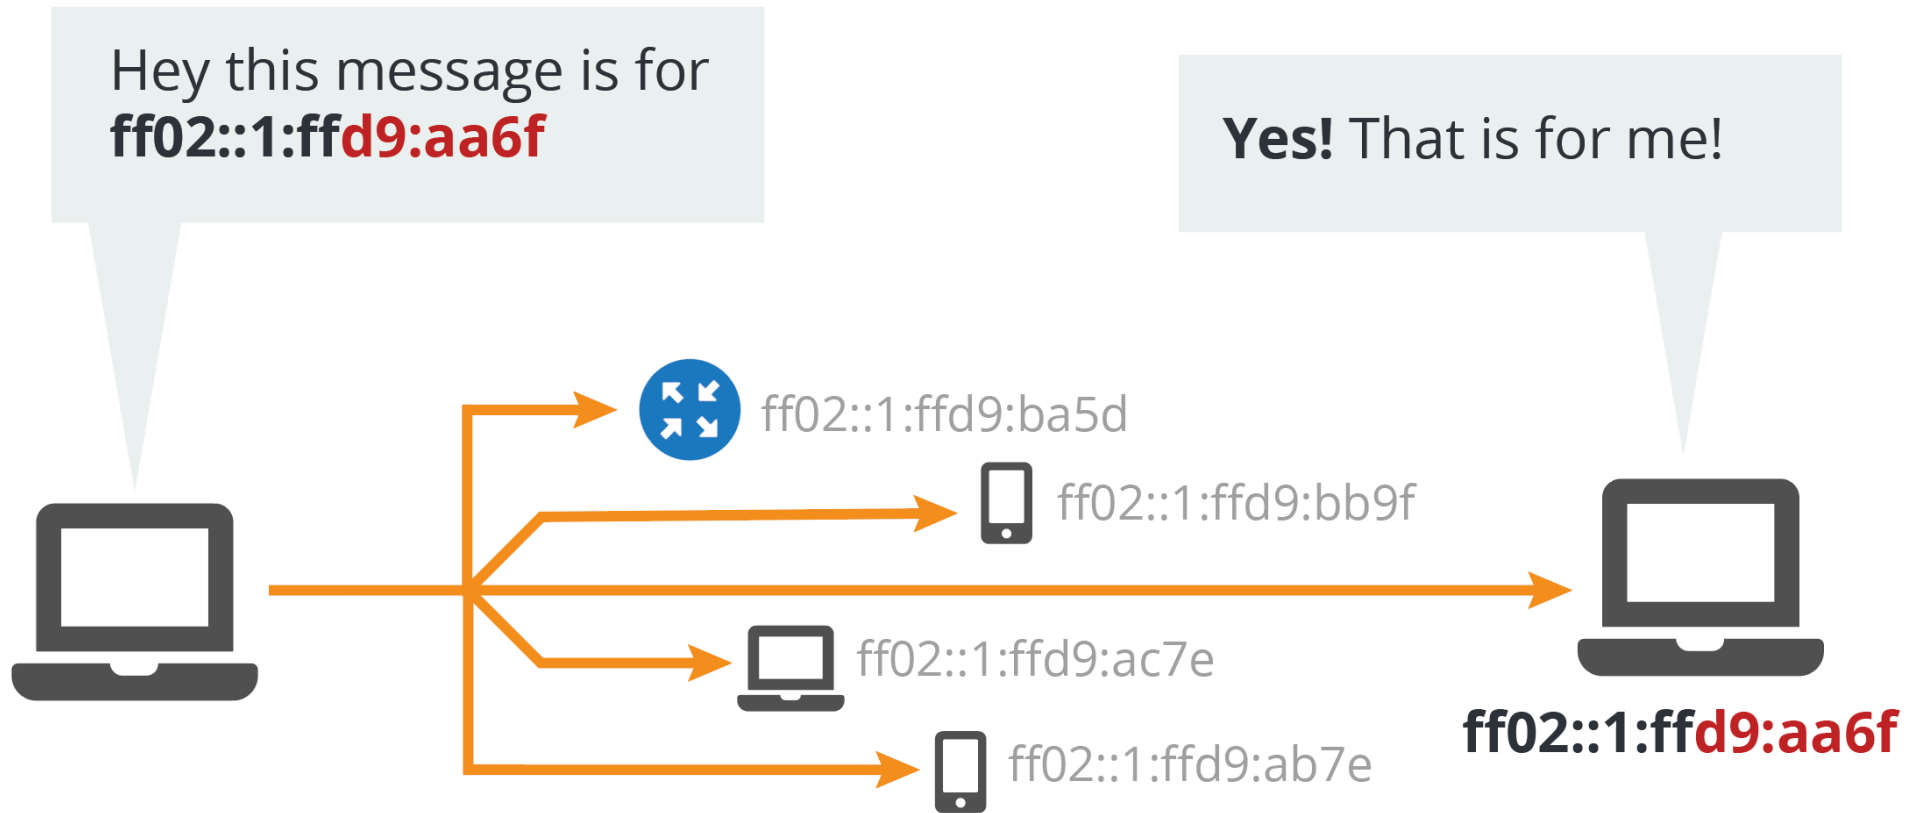 Hey this message is for
ff02::1:ffd9:aa6f
Yes! That is for me!
ff02::1:ffd9:ba5d
ff02::1:ffd9:bb9f
ff02::1:ffd9:ac7e
ff02::1:ffd9:aa6f
ff02::1:ffd9:ab7e